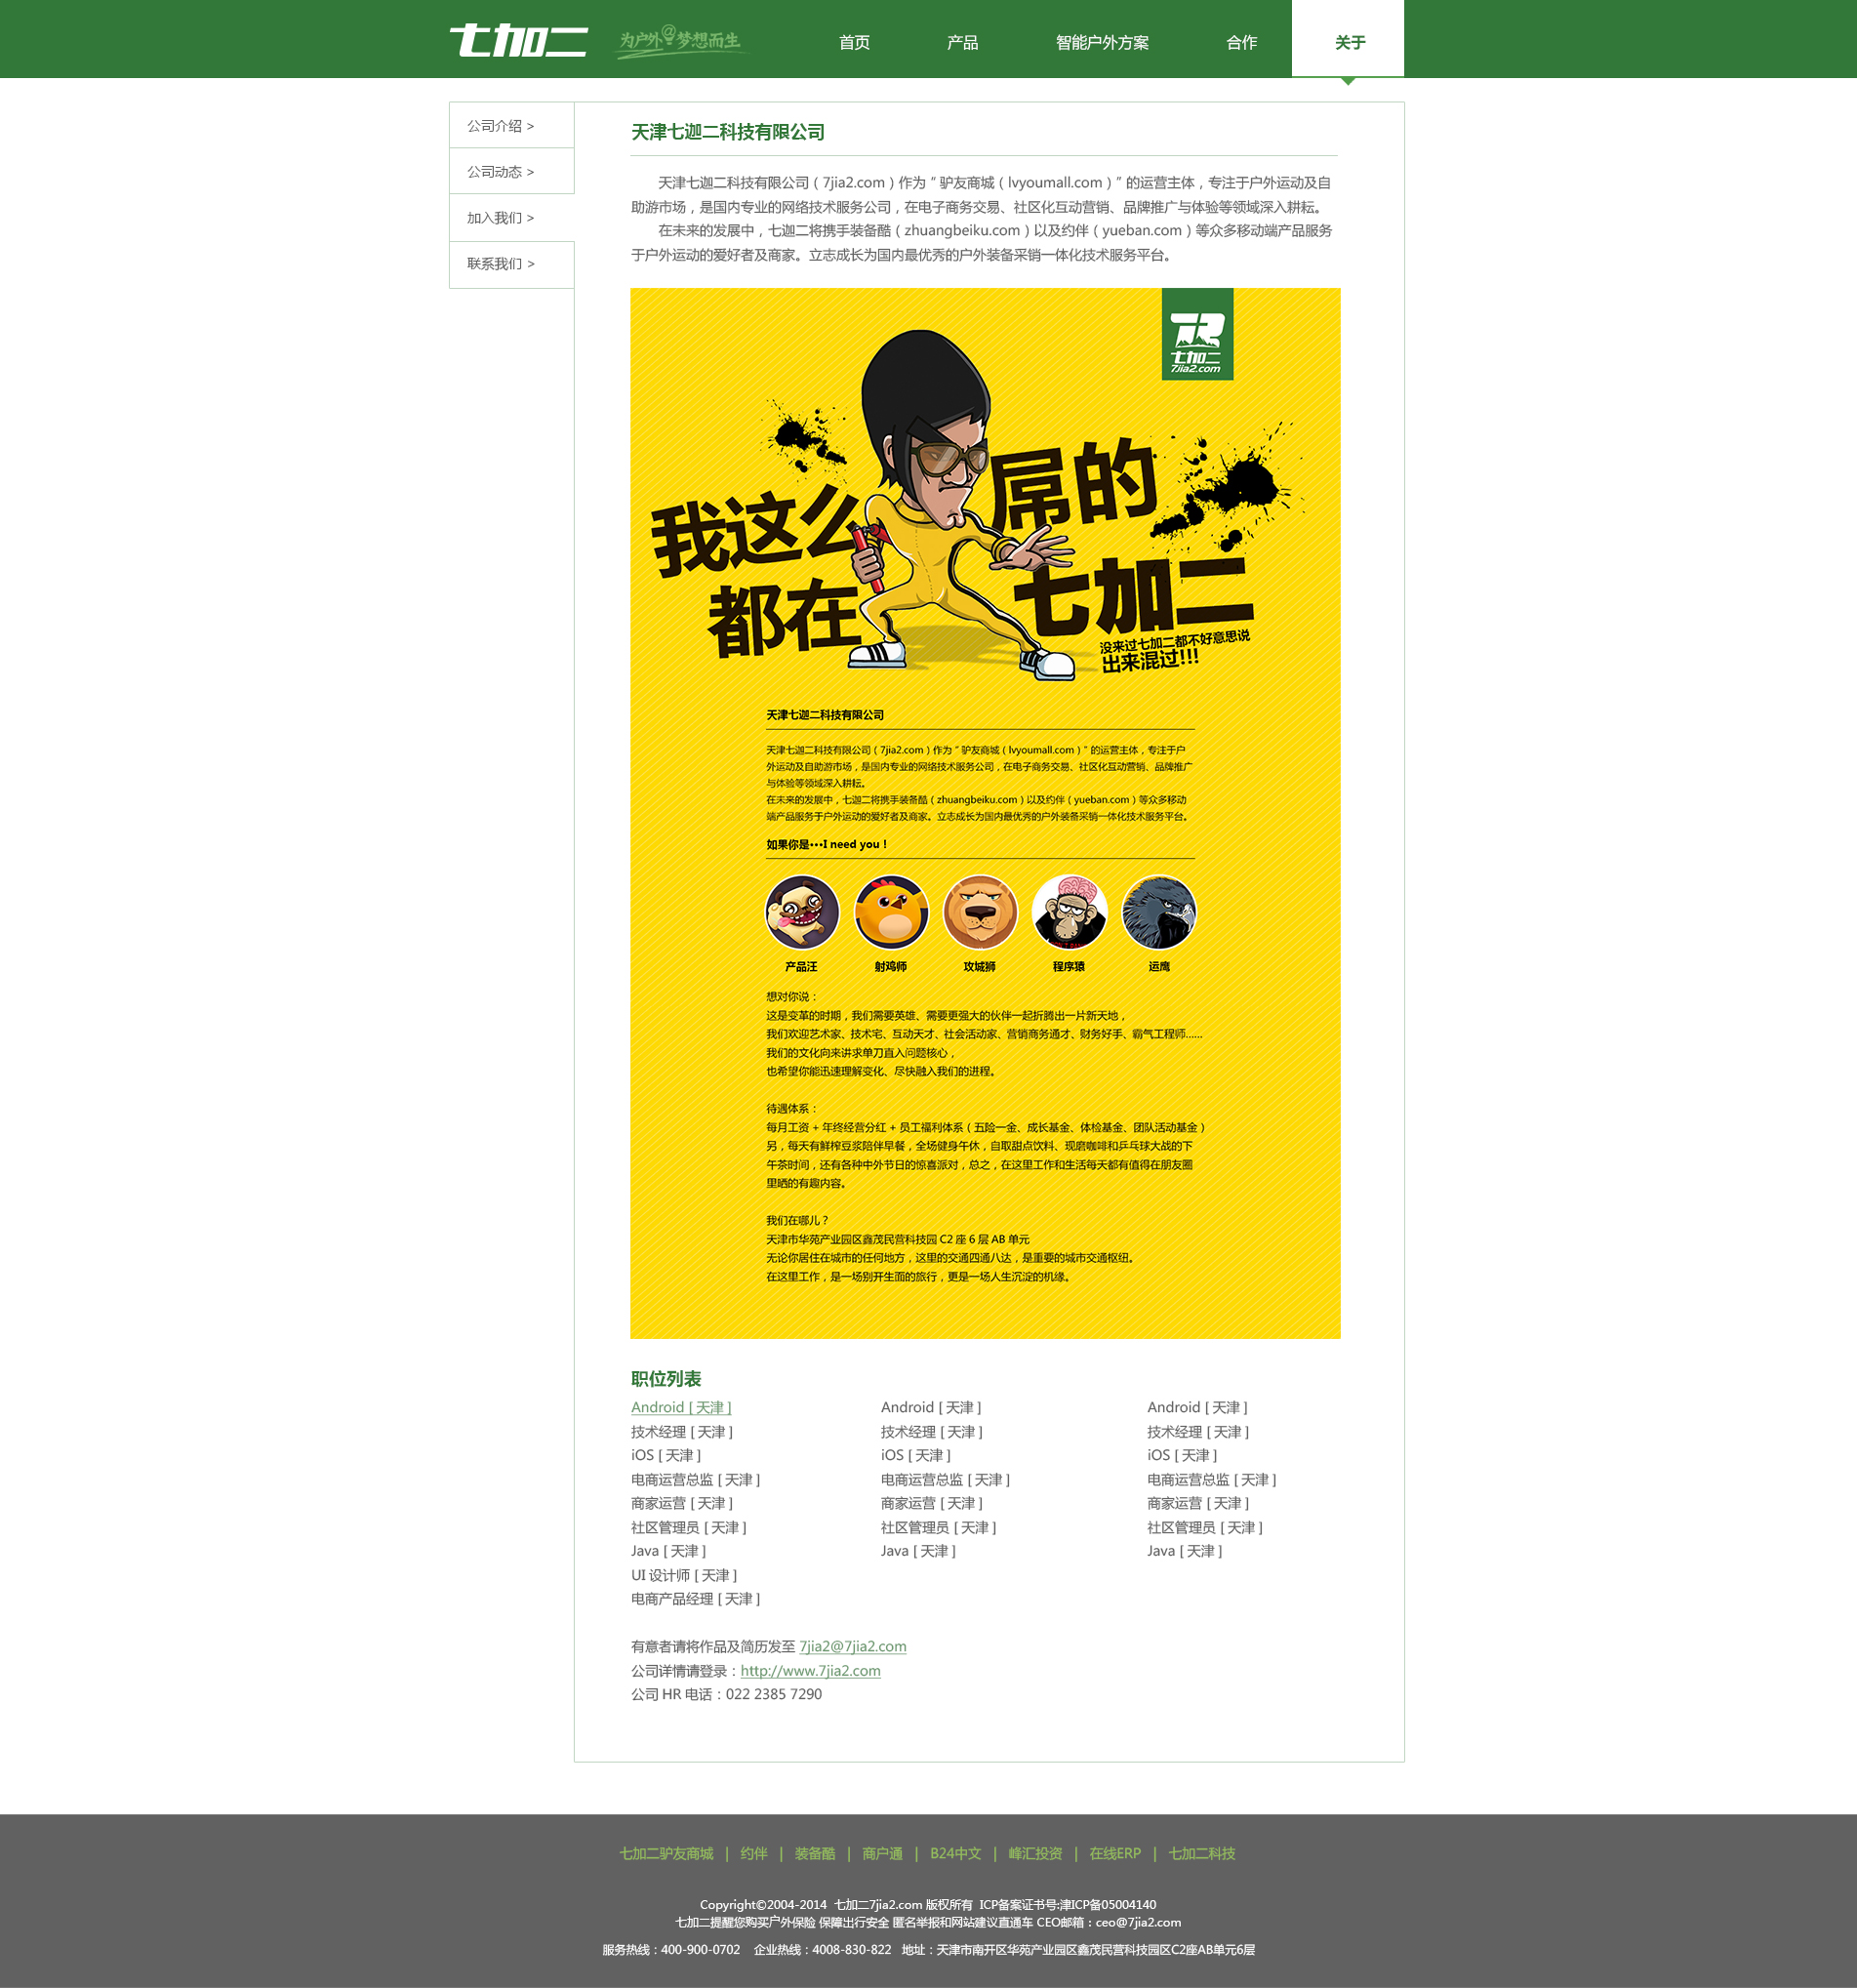 七加二 为户外@梦想而生 首页 产品 智能户外方案 合作 关于
公司介绍 >
公司动态 >
加入我们 >
联系我们 >
天津七迦二科技有限公司
天津七迦二科技有限公司（7jia2.com）作为“驴友商城（lvyoumall.com）”的运营主体，专注于户外运动及自
助游市场，是国内专业的网络技术服务公司，在电子商务交易、社区化互动营销、品牌推广与体验等领域深入耕耘。
在未来的发展中，七迦二将携手装备酷（zhuangbeiku.com）以及约伴（yueban.com）等众多移动端产品服务
于户外运动的爱好者及商家。立志成长为国内最优秀的户外装备采销一体化技术服务平台。
七加二
7jia2.com
我这么屌的
都在七加二
没来过七加二都不好意思说
出来混过!!!
天津七迦二科技有限公司
天津七迦二科技有限公司（7jia2.com）作为“驴友商城（lvyoumall.com）”的运营主体，专注于户
外运动及自助游市场，是国内专业的网络技术服务公司，在电子商务交易、社区化互动营销、品牌推广
与体验等领域深入耕耘。
在未来的发展中，七迦二将携手装备酷（zhuangbeiku.com）以及约伴（yueban.com）等众多移动
端产品服务于户外运动的爱好者及商家。立志成长为国内最优秀的户外装备采销一体化技术服务平台。
如果你是•••I need you！
产品汪 射鸡师 攻城狮 程序猿 运鹰
想对你说：
这是变革的时期，我们需要英雄、需要更强大的伙伴一起折腾出一片新天地，
我们欢迎艺术家、技术宅、互动天才、社会活动家、营销商务通才、财务好手、霸气工程师......
我们的文化向来讲求单刀直入问题核心，
也希望你能迅速理解变化、尽快融入我们的进程。
待遇体系：
每月工资 + 年终经营分红 + 员工福利体系（五险一金、成长基金、体检基金、团队活动基金）
另，每天有鲜榨豆浆陪伴早餐，全场健身午休，自取甜点饮料、现磨咖啡和乒乓球大战的下
午茶时间，还有各种中外节日的惊喜派对，总之，在这里工作和生活每天都有值得在朋友圈
里晒的有趣内容。
我们在哪儿？
天津市华苑产业园区鑫茂民营科技园 C2 座 6 层 AB 单元
无论你居住在城市的任何地方，这里的交通四通八达，是重要的城市交通枢纽。
在这里工作，是一场别开生面的旅行，更是一场人生沉淀的机缘。
职位列表
Android [ 天津 ] Android [ 天津 ] Android [ 天津 ]
技术经理 [ 天津 ] 技术经理 [ 天津 ] 技术经理 [ 天津 ]
iOS [ 天津 ] iOS [ 天津 ] iOS [ 天津 ]
电商运营总监 [ 天津 ] 电商运营总监 [ 天津 ] 电商运营总监 [ 天津 ]
商家运营 [ 天津 ] 商家运营 [ 天津 ] 商家运营 [ 天津 ]
社区管理员 [ 天津 ] 社区管理员 [ 天津 ] 社区管理员 [ 天津 ]
Java [ 天津 ] Java [ 天津 ] Java [ 天津 ]
UI 设计师 [ 天津 ]
电商产品经理 [ 天津 ]
有意者请将作品及简历发至 7jia2@7jia2.com
公司详情请登录：http://www.7jia2.com
公司 HR 电话：022 2385 7290
七加二驴友商城 | 约伴 | 装备酷 | 商户通 | B24中文 | 峰汇投资 | 在线ERP | 七加二科技
Copyright©2004-2014 七加二7jia2.com 版权所有 ICP备案证书号:津ICP备05004140
七加二提醒您购买户外保险 保障出行安全 匿名举报和网站建议直通车 CEO邮箱：ceo@7jia2.com
服务热线：400-900-0702 企业热线：4008-830-822 地址：天津市南开区华苑产业园区鑫茂民营科技园区C2座AB单元6层